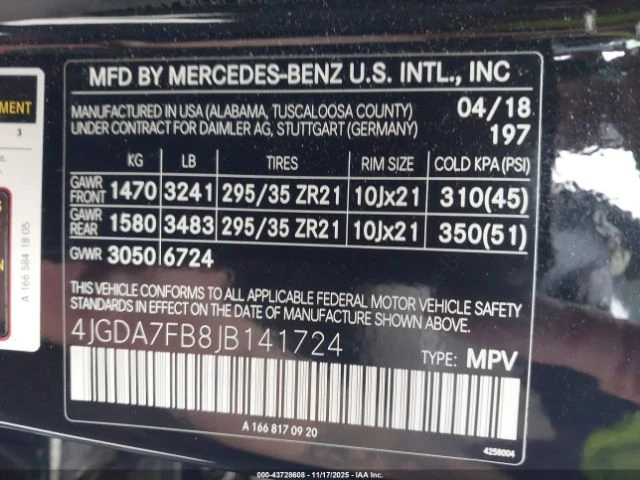 MFD BY MERCEDES-BENZ U.S. INTL., INC
MANUFACTURED IN USA (ALABAMA, TUSCALOOSA COUNTY) 04/18
UNDER CONTRACT FOR DAIMLER AG, STUTTGART (GERMANY) 197
KG LB TIRES RIM SIZE COLD KPA (PSI)
GAWR FRONT 1470 3241 295/35 ZR21 10Jx21 310(45)
GAWR REAR 1580 3483 295/35 ZR21 10Jx21 350(51)
GVWR 3050 6724
THIS VEHICLE CONFORMS TO ALL APPLICABLE FEDERAL MOTOR VEHICLE SAFETY
STANDARDS IN EFFECT ON THE DATE OF MANUFACTURE SHOWN ABOVE.
4JGDA7FB8JB141724
TYPE: MPV
A 166 817 09 20
4258004
3
A 166 584 18 05
000-43728608 - 11/17/2025 - IAA Inc.